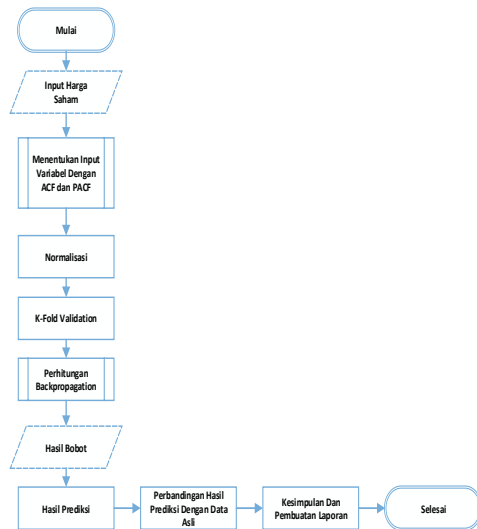 Mulai
Input Harga
Saham
Menentukan Input
Variabel Dengan
ACF dan PACF
Normalisasi
K-Fold Validation
Perhitungan
Backpropagation
Hasil Bobot
Hasil Prediksi
Perbandingan Hasil
Prediksi Dengan Data
Asli
Kesimpulan Dan
Pembuatan Laporan
Selesai